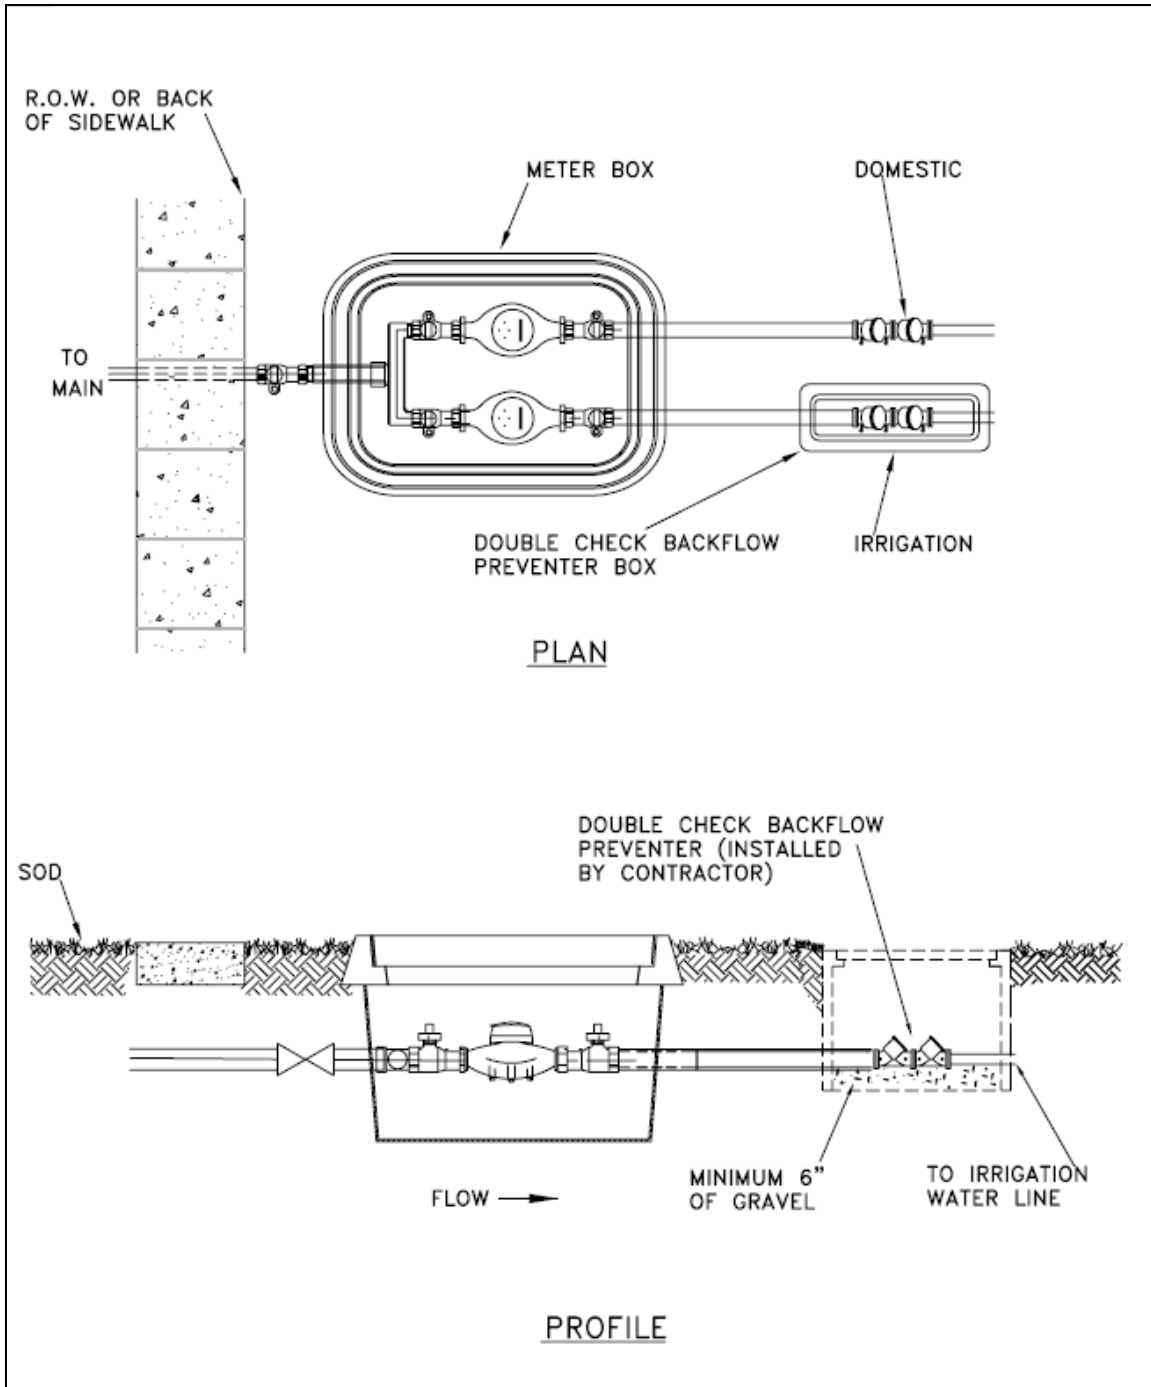 R.O.W. OR BACK
OF SIDEWALK
METER BOX
DOMESTIC
TO
MAIN
DOUBLE CHECK BACKFLOW
PREVENTER BOX
IRRIGATION
PLAN
DOUBLE CHECK BACKFLOW
PREVENTER (INSTALLED
BY CONTRACTOR)
SOD
MINIMUM 6"
OF GRAVEL
TO IRRIGATION
WATER LINE
FLOW
PROFILE